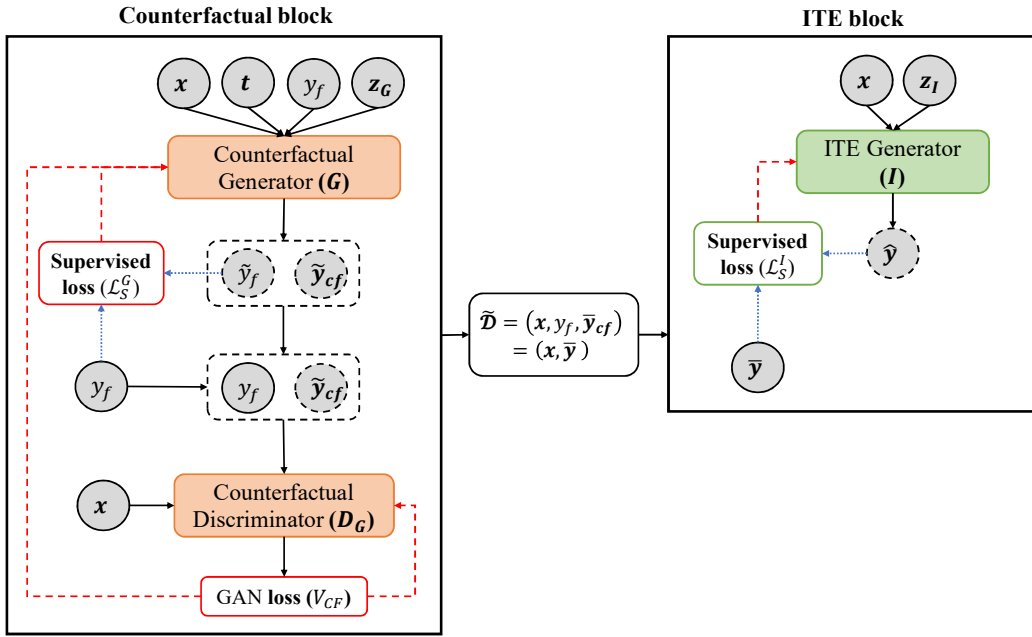 Counterfactual block
x t y_f z_G
Counterfactual
Generator (G)
Supervised
loss (ℒ_S^G)
ỹ_f ỹ_cf
y_f
y_f ỹ_cf
x
Counterfactual
Discriminator (D_G)
GAN loss (V_CF)
𝒟̃ = (x, y_f, ȳ_cf)
= (x, ȳ )
ITE block
x z_I
ITE Generator
(I)
Supervised
loss (ℒ_S^I)
ŷ
ȳ